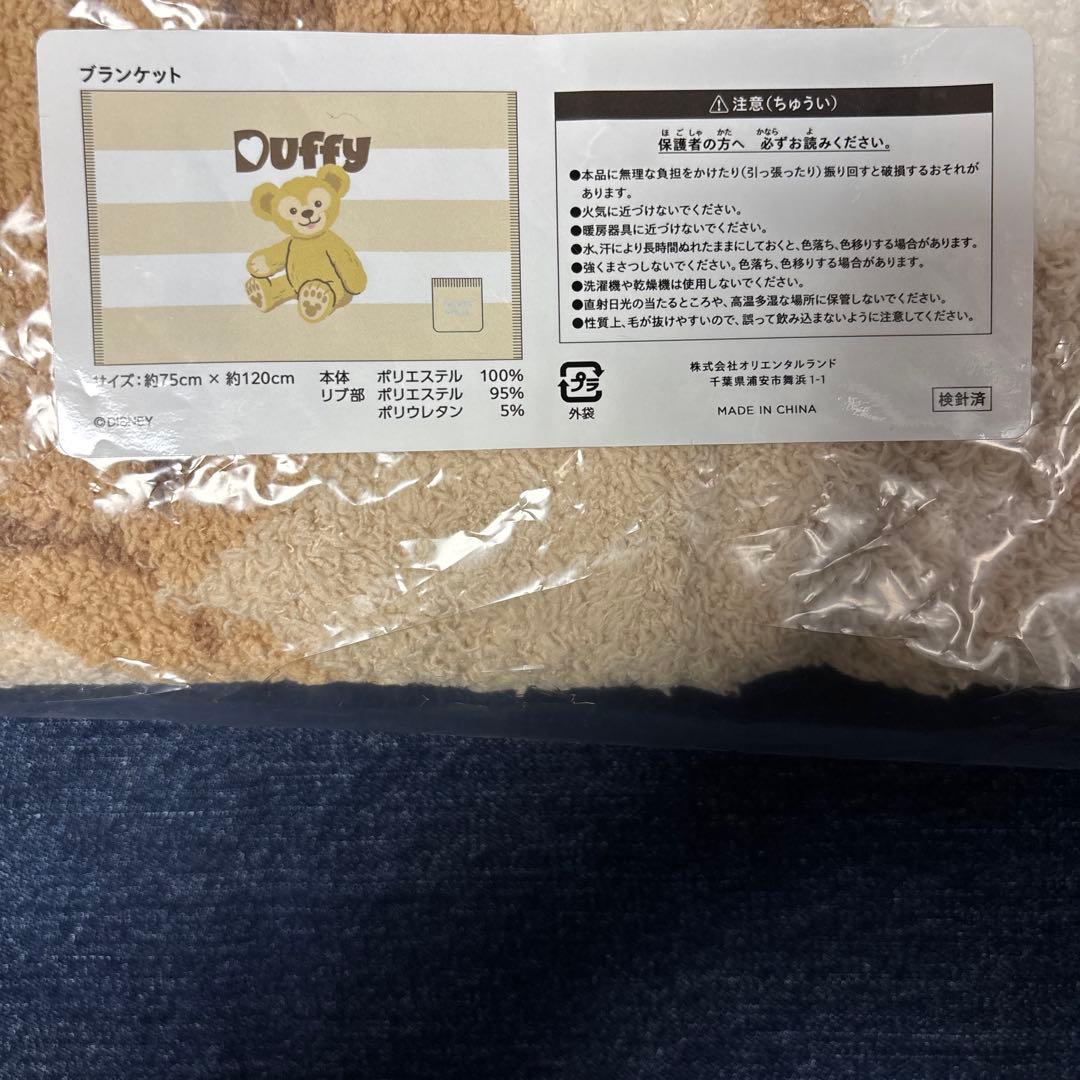 ブランケット
Duffy
サイズ：約75cm × 約120cm
本体 ポリエステル 100%
リブ部 ポリエステル 95%
ポリウレタン 5%
©DISNEY
⚠注意（ちゅうい）
保護者の方へ 必ずお読みください。
●本品に無理な負担をかけたり（引っ張ったり）振り回すと破損するおそれが
あります。
●火気に近づけないでください。
●暖房器具に近づけないでください。
●水、汗により長時間ぬれたままにしておくと、色落ち、色移りする場合があります。
●強くまさつしないでください。色落ち、色移りする場合があります。
●洗濯機や乾燥機は使用しないでください。
●直射日光の当たるところや、高温多湿な場所に保管しないでください。
●性質上、毛が抜けやすいので、誤って飲み込まないように注意してください。
プラ
外袋
株式会社オリエンタルランド
千葉県浦安市舞浜1-1
MADE IN CHINA
検針済